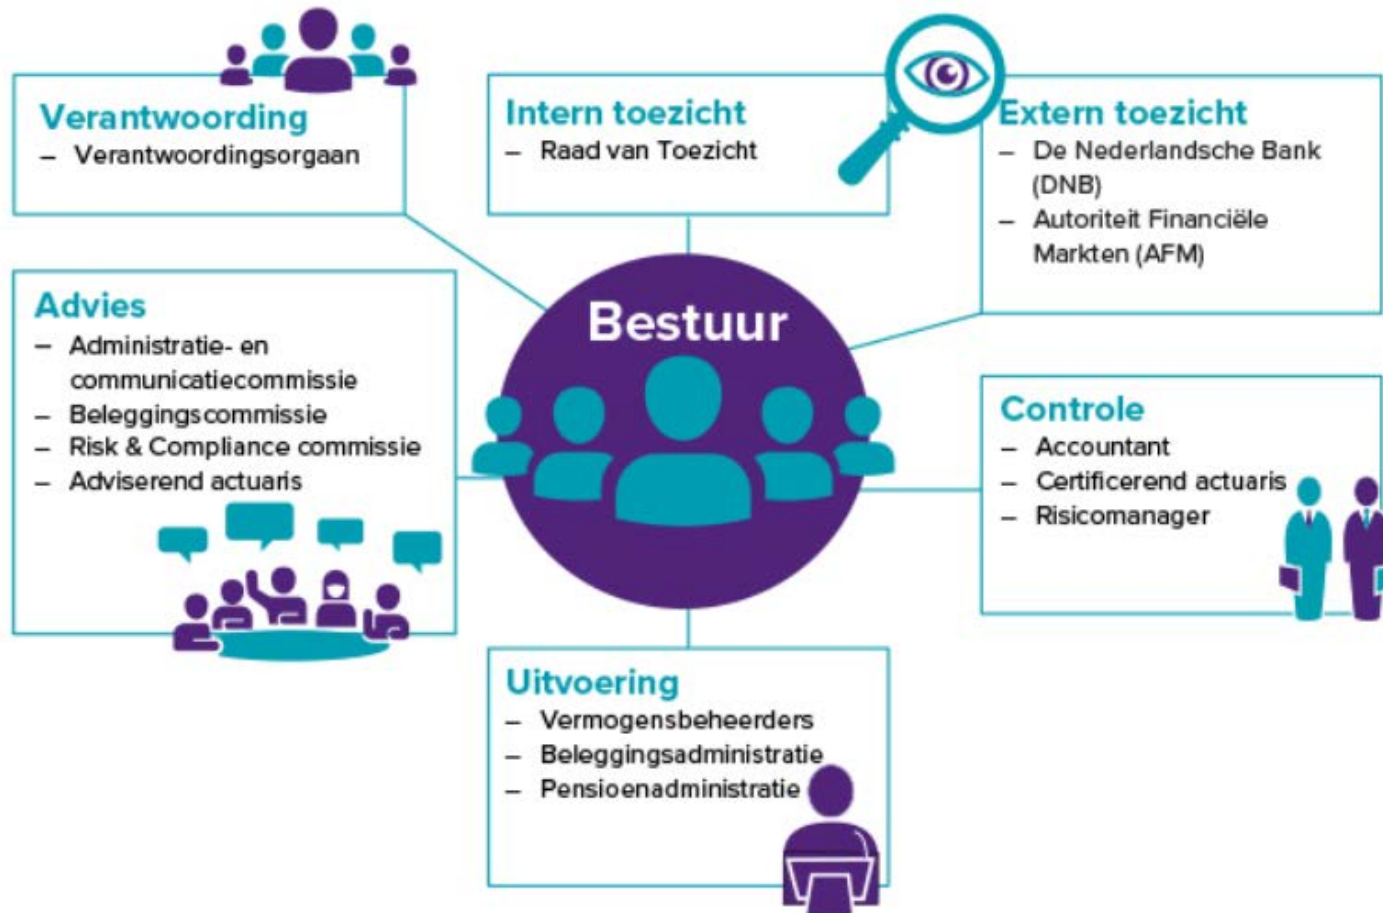 Verantwoording
– Verantwoordingsorgaan
Intern toezicht
– Raad van Toezicht
Extern toezicht
– De Nederlandsche Bank
(DNB)
– Autoriteit Financiële
Markten (AFM)
Advies
– Administratie- en
communicatiecommissie
– Beleggingscommissie
– Risk & Compliance commissie
– Adviserend actuaris
Bestuur
Controle
– Accountant
– Certificerend actuaris
– Risicomanager
Uitvoering
– Vermogensbeheerders
– Beleggingsadministratie
– Pensioenadministratie